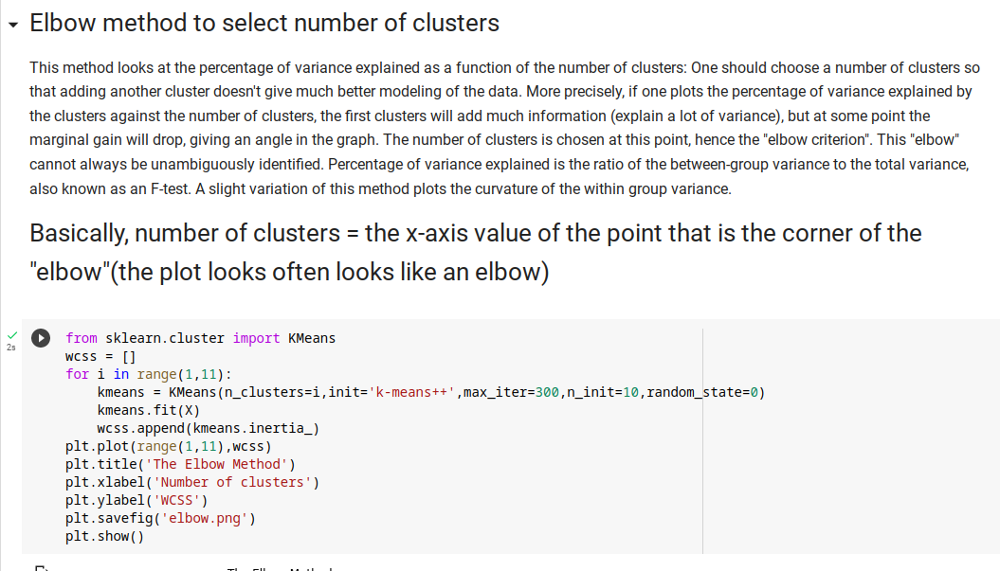 Elbow method to select number of clusters
This method looks at the percentage of variance explained as a function of the number of clusters: One should choose a number of clusters so
that adding another cluster doesn't give much better modeling of the data. More precisely, if one plots the percentage of variance explained by
the clusters against the number of clusters, the first clusters will add much information (explain a lot of variance), but at some point the
marginal gain will drop, giving an angle in the graph. The number of clusters is chosen at this point, hence the "elbow criterion". This "elbow"
cannot always be unambiguously identified. Percentage of variance explained is the ratio of the between-group variance to the total variance,
also known as an F-test. A slight variation of this method plots the curvature of the within group variance.
Basically, number of clusters = the x-axis value of the point that is the corner of the
"elbow"(the plot looks often looks like an elbow)
2s
from sklearn.cluster import KMeans
wcss = []
for i in range(1,11):
    kmeans = KMeans(n_clusters=i,init='k-means++',max_iter=300,n_init=10,random_state=0)
    kmeans.fit(X)
    wcss.append(kmeans.inertia_)
plt.plot(range(1,11),wcss)
plt.title('The Elbow Method')
plt.xlabel('Number of clusters')
plt.ylabel('WCSS')
plt.savefig('elbow.png')
plt.show()
The Elbow Method